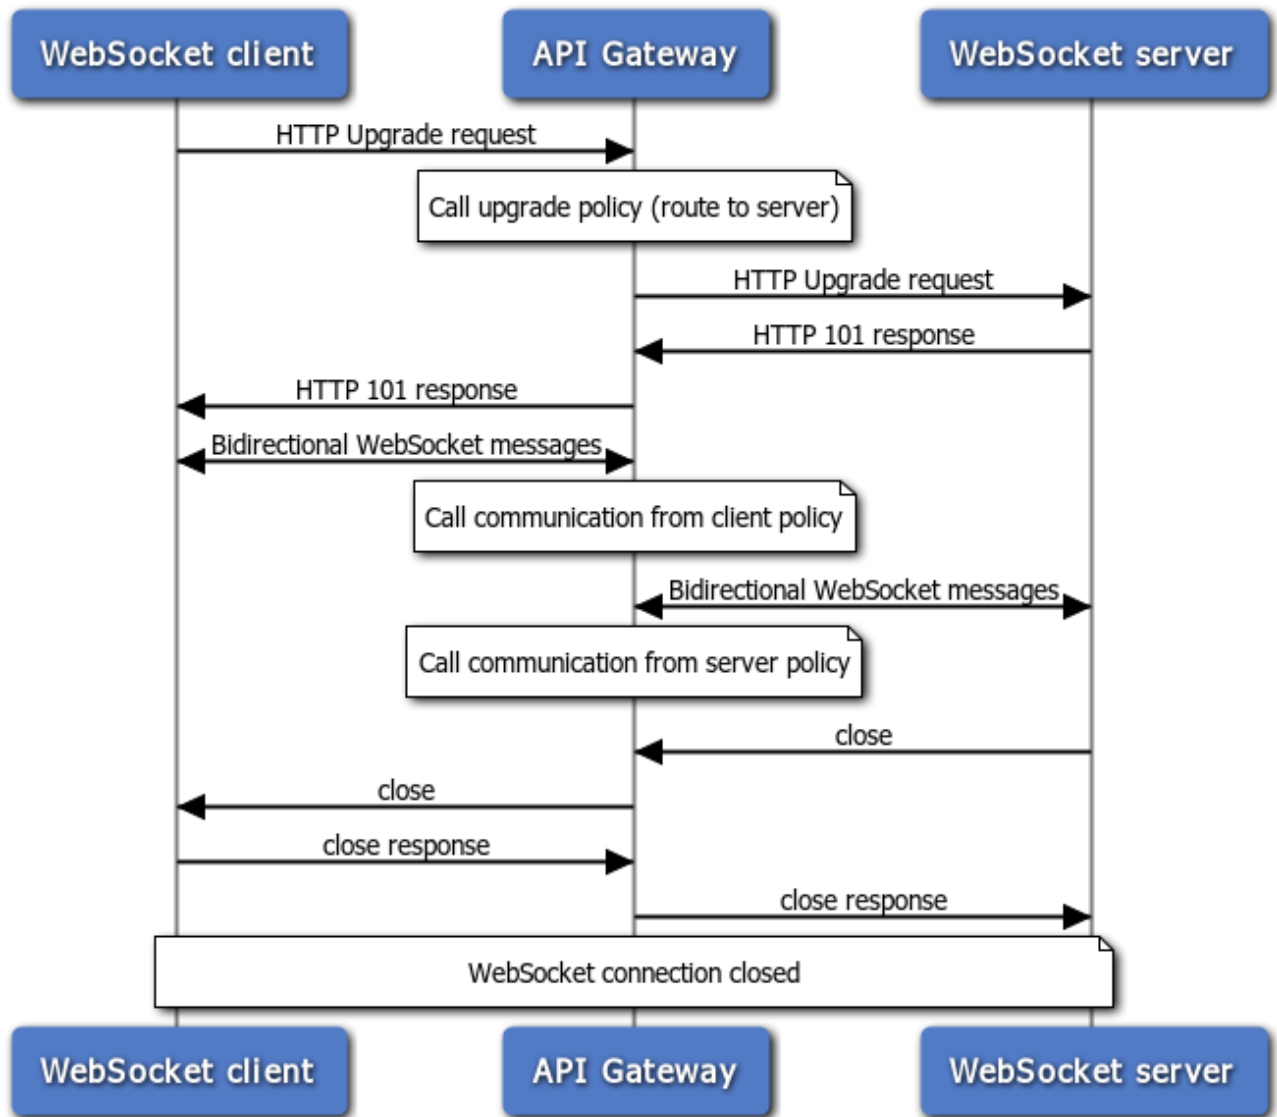 WebSocket client
API Gateway
WebSocket server
HTTP Upgrade request
Call upgrade policy (route to server)
HTTP Upgrade request
HTTP 101 response
HTTP 101 response
Bidirectional WebSocket messages
Call communication from client policy
Bidirectional WebSocket messages
Call communication from server policy
close
close
close response
close response
WebSocket connection closed
WebSocket client
API Gateway
WebSocket server